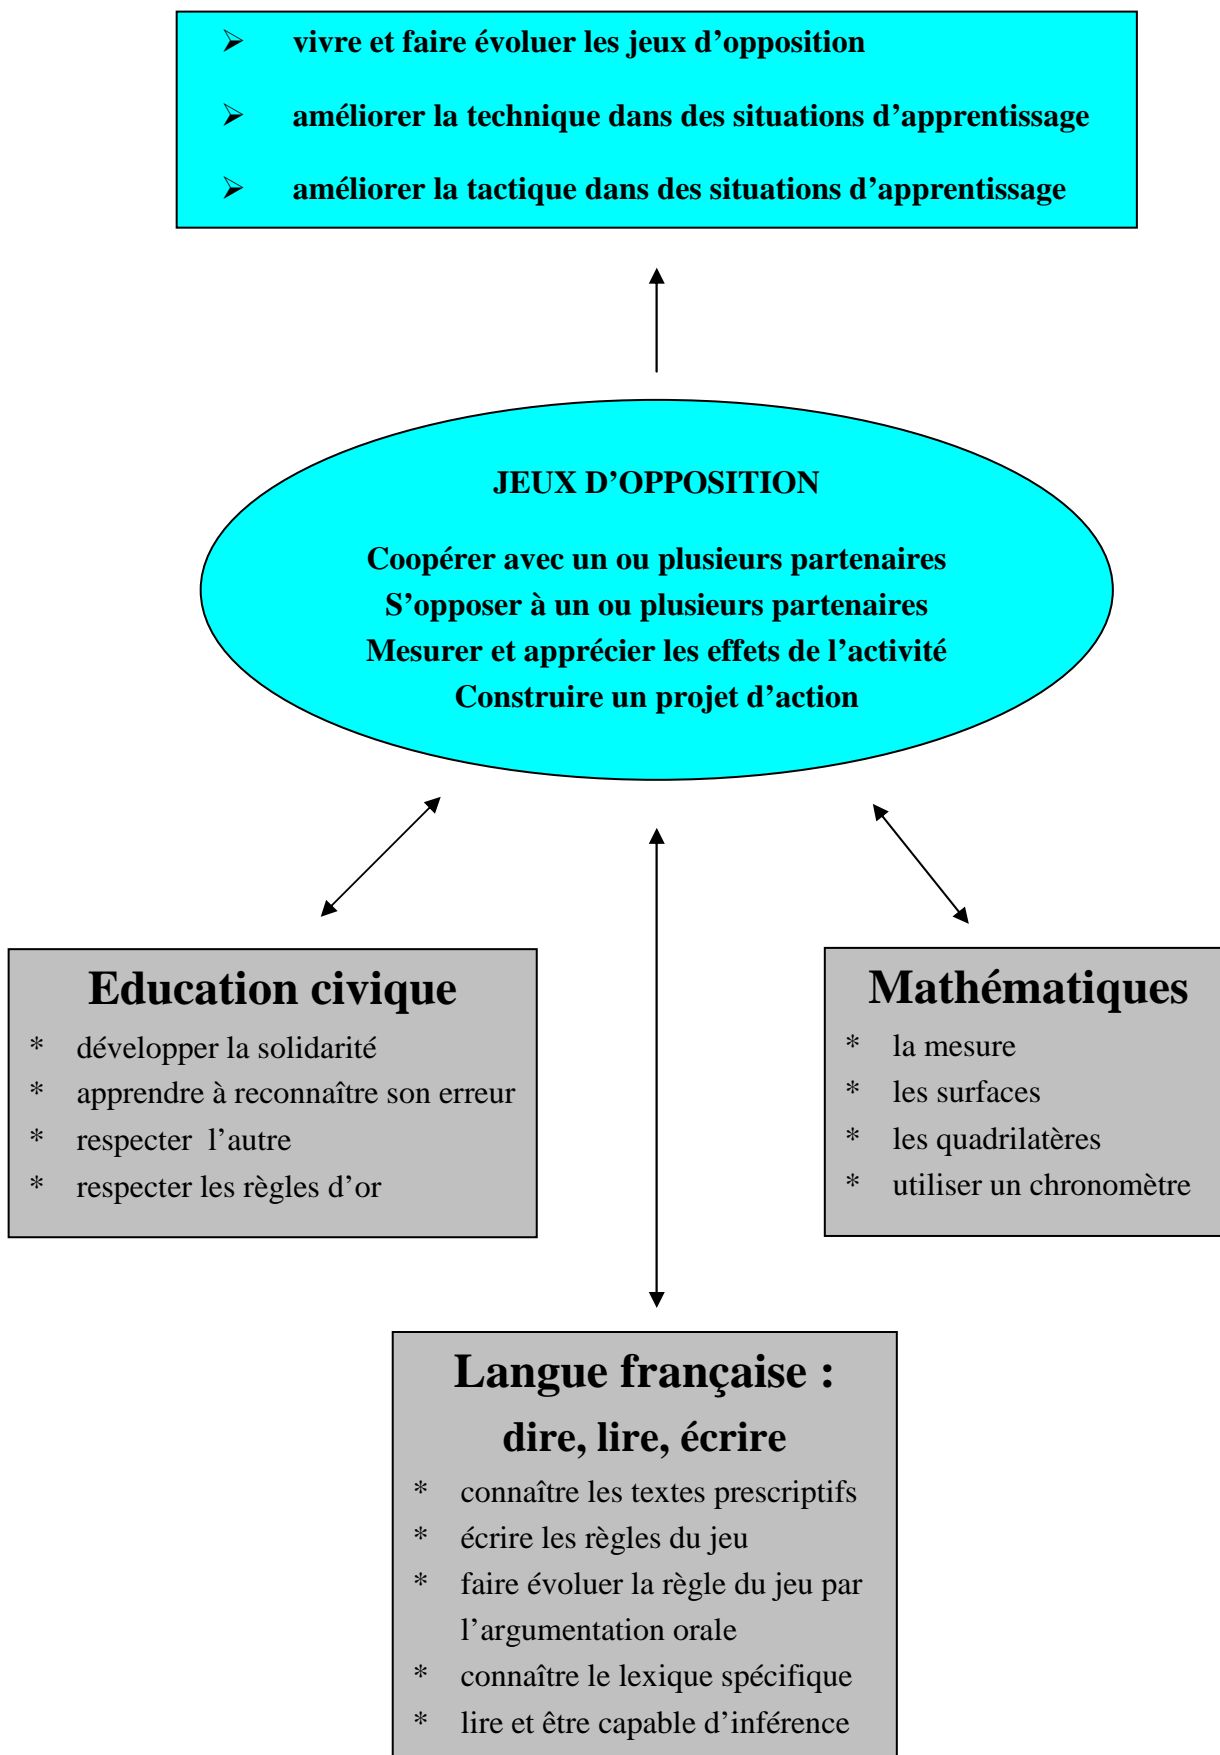 ➢ vivre et faire évoluer les jeux d’opposition
➢ améliorer la technique dans des situations d’apprentissage
➢ améliorer la tactique dans des situations d’apprentissage
JEUX D’OPPOSITION
Coopérer avec un ou plusieurs partenaires
S’opposer à un ou plusieurs partenaires
Mesurer et apprécier les effets de l’activité
Construire un projet d’action
Education civique
* développer la solidarité
* apprendre à reconnaître son erreur
* respecter l’autre
* respecter les règles d’or
Mathématiques
* la mesure
* les surfaces
* les quadrilatères
* utiliser un chronomètre
Langue française :
dire, lire, écrire
* connaître les textes prescriptifs
* écrire les règles du jeu
* faire évoluer la règle du jeu par
l’argumentation orale
* connaître le lexique spécifique
* lire et être capable d’inférence